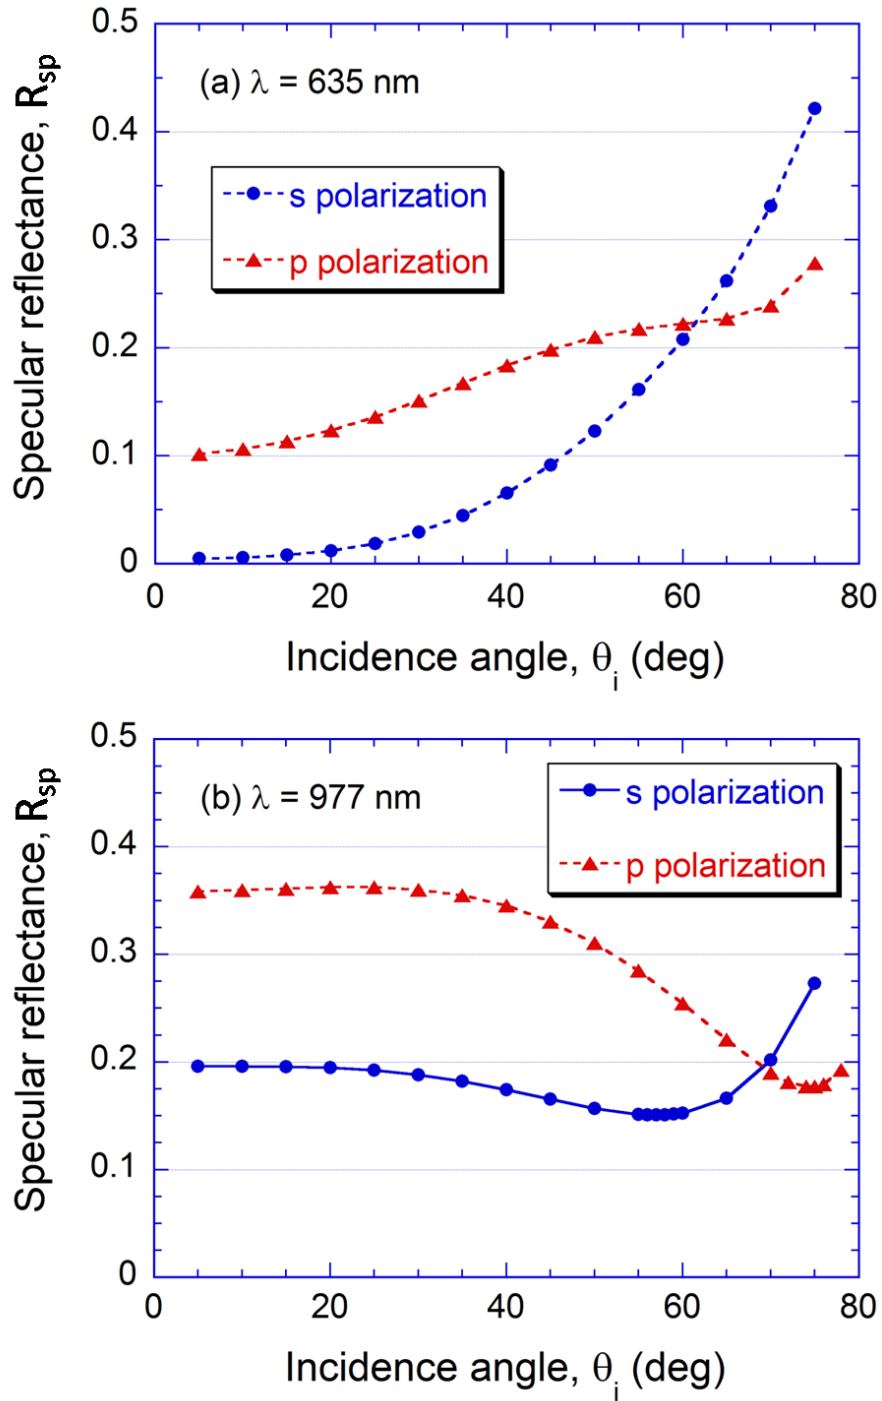 0.5
0.4
0.3
0.2
0.1
0
Specular reflectance, Rsp
(a) λ = 635 nm
s polarization
p polarization
0 20 40 60 80
Incidence angle, θi (deg)
0.5
0.4
0.3
0.2
0.1
0
Specular reflectance, Rsp
(b) λ = 977 nm
s polarization
p polarization
0 20 40 60 80
Incidence angle, θi (deg)